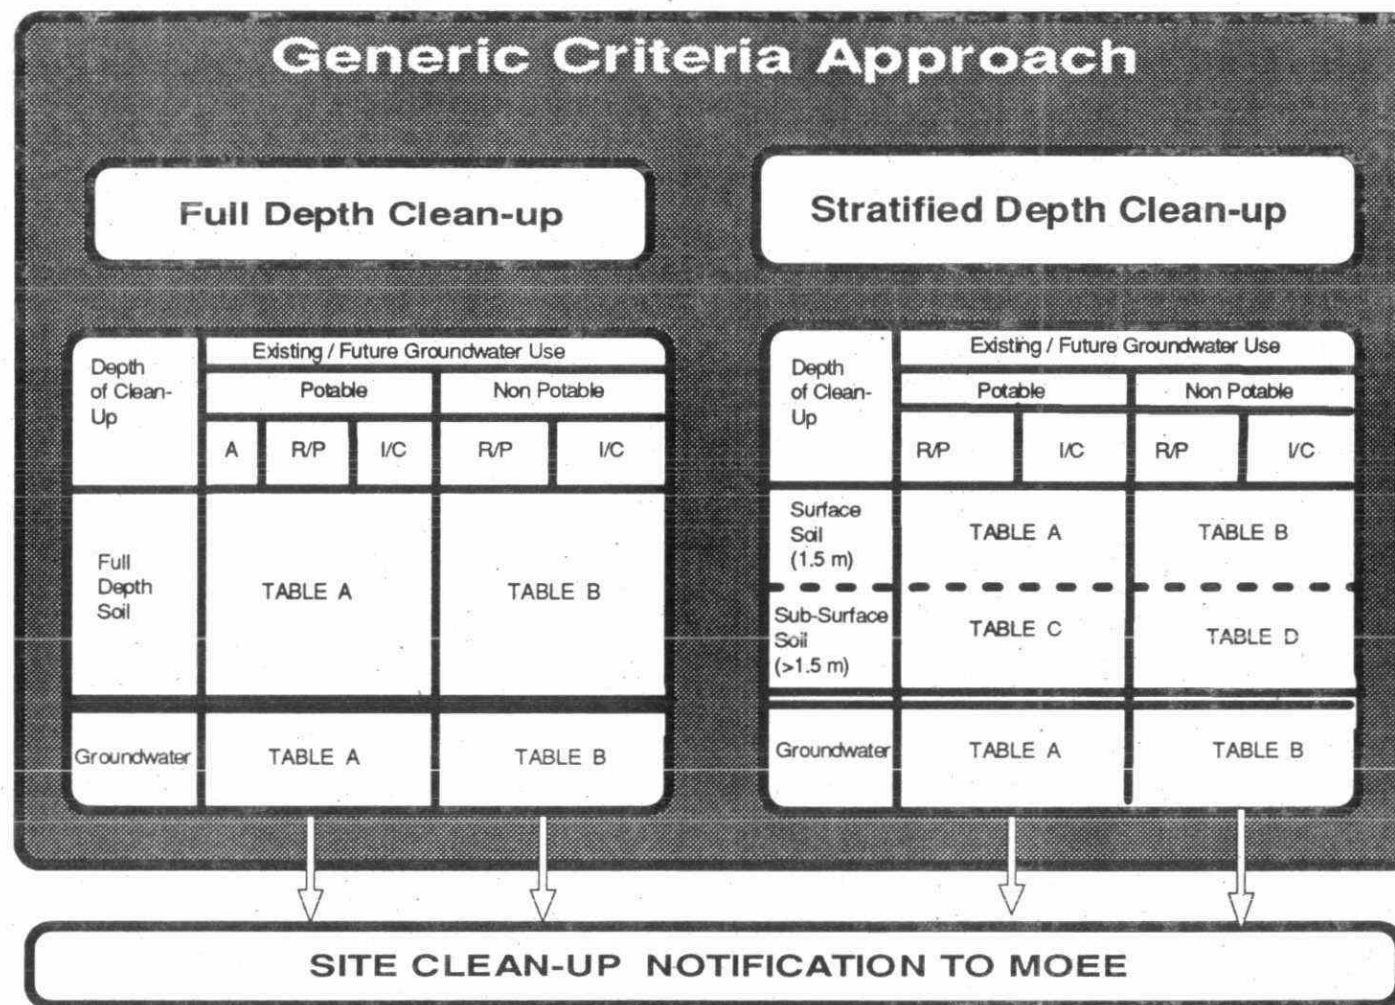 Generic Criteria Approach
Full Depth Clean-up
Depth
of Clean-
Up
Existing / Future Groundwater Use
Potable
Non Potable
A
R/P
I/C
R/P
I/C
Full
Depth
Soil
TABLE A
TABLE B
Groundwater
TABLE A
TABLE B
Stratified Depth Clean-up
Depth
of Clean-
Up
Existing / Future Groundwater Use
Potable
Non Potable
R/P
I/C
R/P
I/C
Surface
Soil
(1.5 m)
TABLE A
TABLE B
Sub-Surface
Soil
(>1.5 m)
TABLE C
TABLE D
Groundwater
TABLE A
TABLE B
SITE CLEAN-UP NOTIFICATION TO MOEE